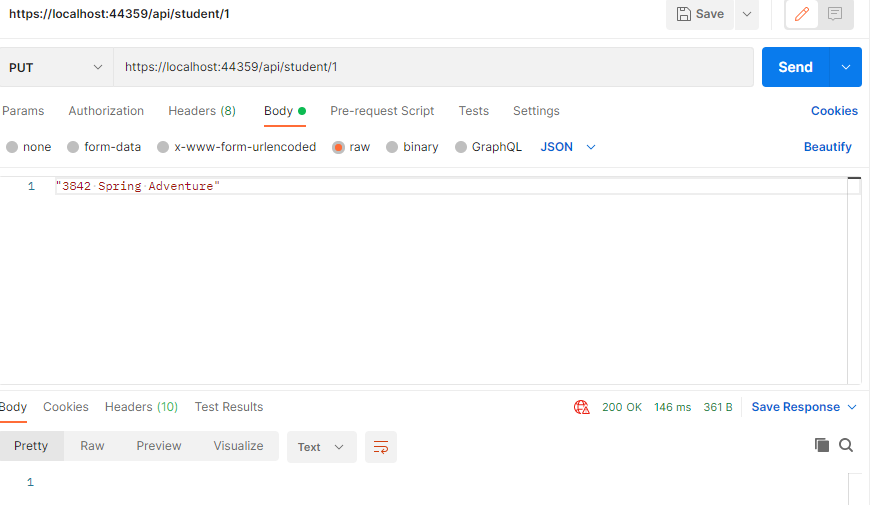 https://localhost:44359/api/student/1 Save
PUT https://localhost:44359/api/student/1 Send
Params Authorization Headers (8) Body Pre-request Script Tests Settings Cookies
none form-data x-www-form-urlencoded raw binary GraphQL JSON Beautify
1 "3842 Spring Adventure"
Body Cookies Headers (10) Test Results 200 OK 146 ms 361 B Save Response
Pretty Raw Preview Visualize Text
1